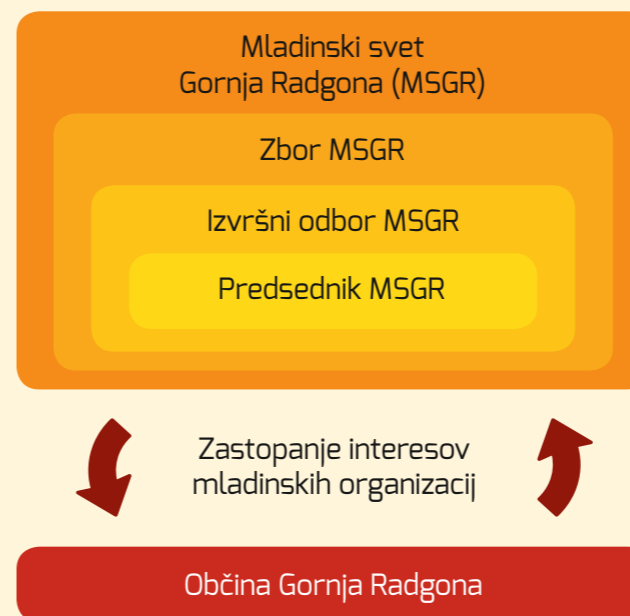 Mladinski svet
Gornja Radgona (MSGR)
Zbor MSGR
Izvršni odbor MSGR
Predsednik MSGR
Zastopanje interesov
mladinskih organizacij
Občina Gornja Radgona